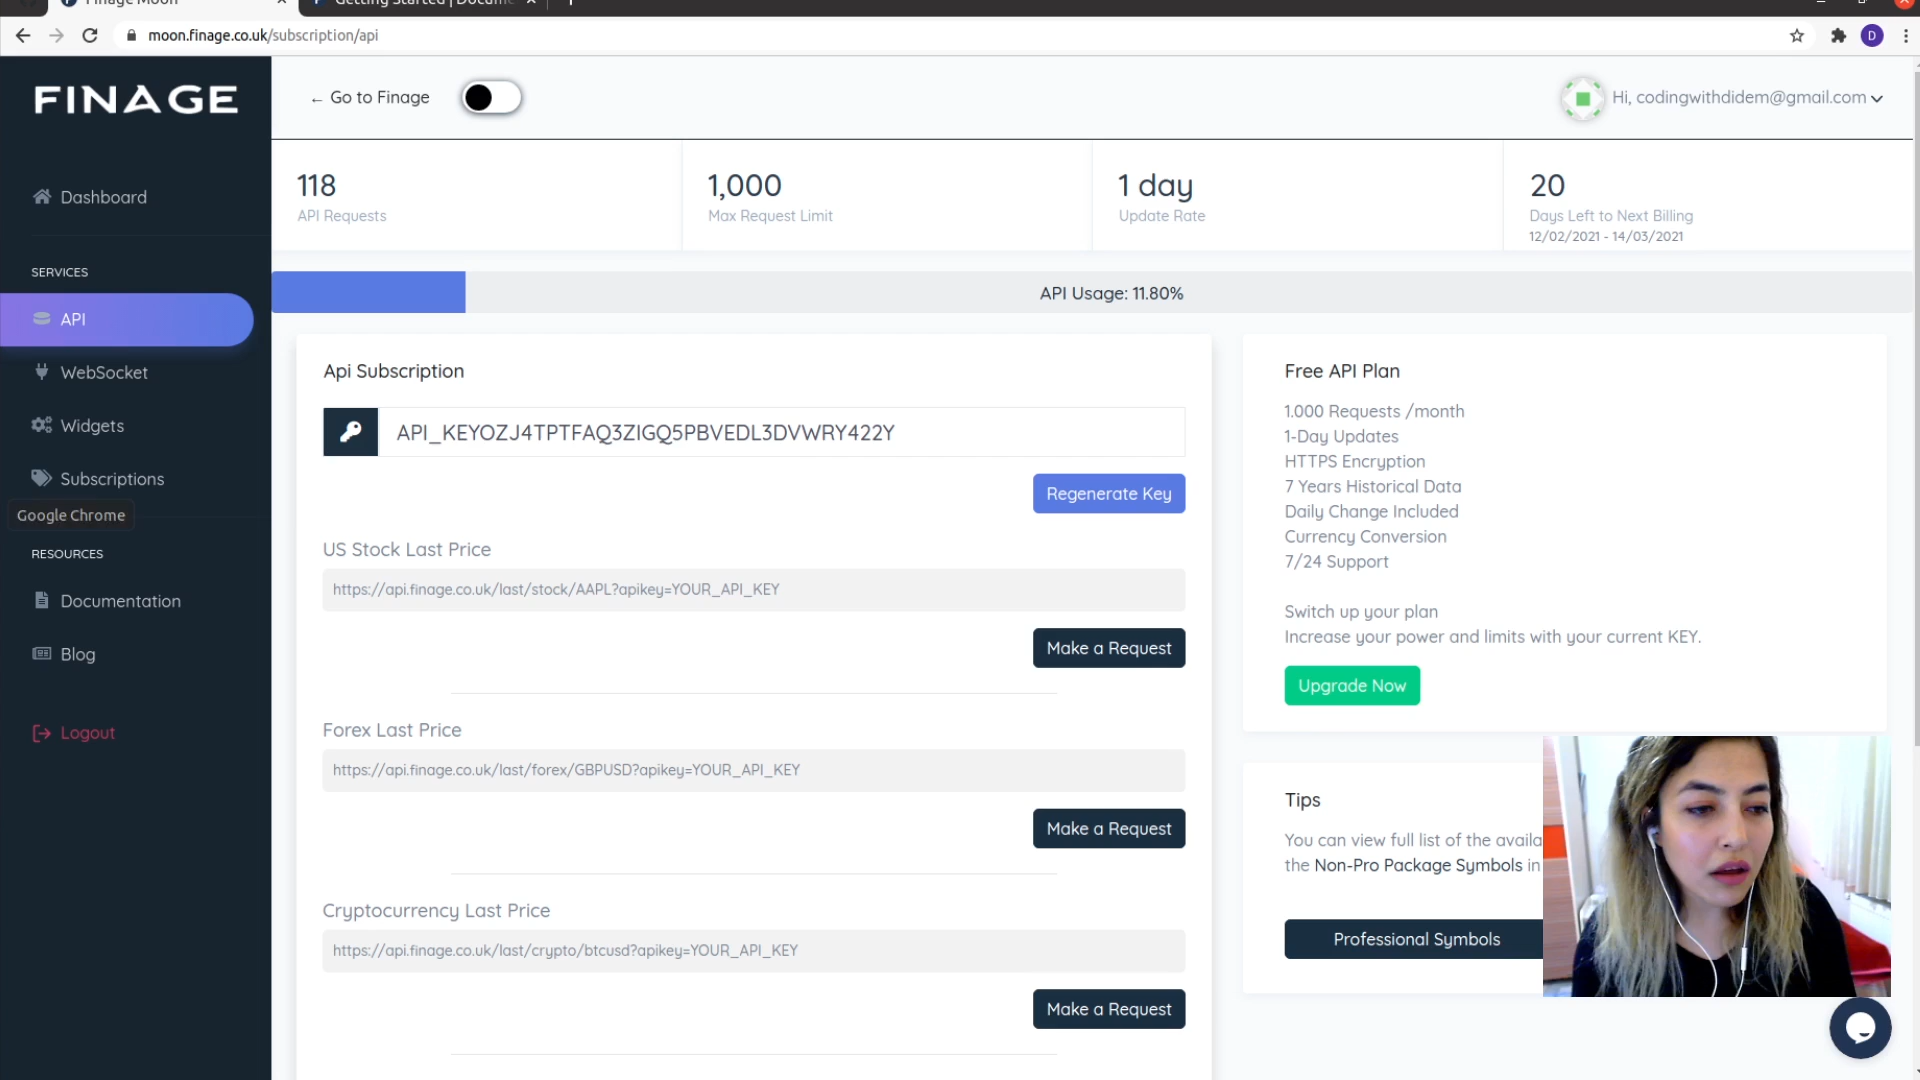 Finage Moon
Getting Started | Docume
moon.finage.co.uk/subscription/api
D
FINAGE
← Go to Finage
Hi, codingwithdidem@gmail.com
Dashboard
SERVICES
API
WebSocket
Widgets
Subscriptions
Google Chrome
RESOURCES
Documentation
Blog
Logout
118
API Requests
1,000
Max Request Limit
1 day
Update Rate
20
Days Left to Next Billing
12/02/2021 - 14/03/2021
API Usage: 11.80%
Api Subscription
API_KEYOZJ4TPTFAQ3ZIGQ5PBVEDL3DVWRY422Y
Regenerate Key
US Stock Last Price
https://api.finage.co.uk/last/stock/AAPL?apikey=YOUR_API_KEY
Make a Request
Forex Last Price
https://api.finage.co.uk/last/forex/GBPUSD?apikey=YOUR_API_KEY
Make a Request
Cryptocurrency Last Price
https://api.finage.co.uk/last/crypto/btcusd?apikey=YOUR_API_KEY
Make a Request
Free API Plan
1.000 Requests /month
1-Day Updates
HTTPS Encryption
7 Years Historical Data
Daily Change Included
Currency Conversion
7/24 Support
Switch up your plan
Increase your power and limits with your current KEY.
Upgrade Now
Tips
You can view full list of the availa
the Non-Pro Package Symbols in
Professional Symbols